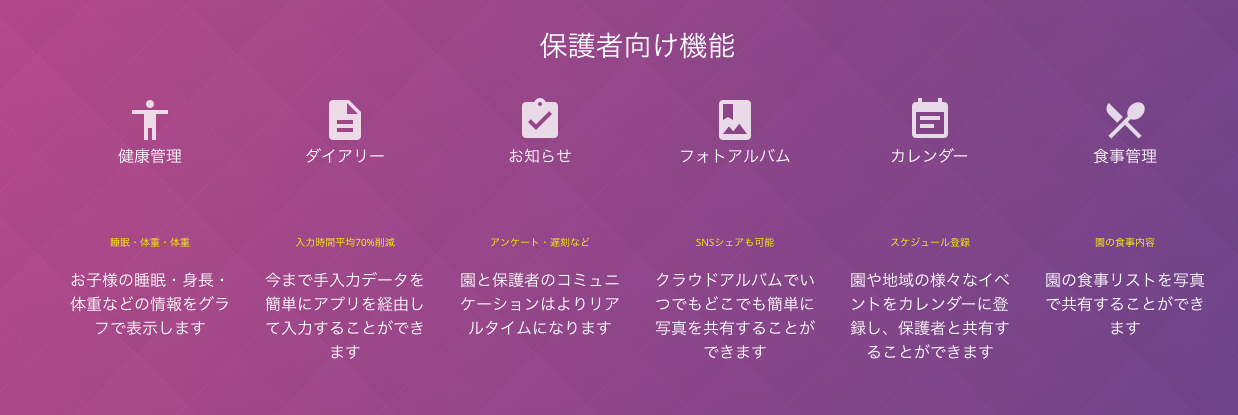 保護者向け機能
健康管理
ダイアリー
お知らせ
フォトアルバム
カレンダー
食事管理
睡眠・体重・体重
入力時間平均70%削減
アンケート・遅刻など
SNSシェアも可能
スケジュール登録
園の食事内容
お子様の睡眠・身長・
体重などの情報をグラ
フで表示します
今まで手入力データを
簡単にアプリを経由し
て入力することができ
ます
園と保護者のコミュニ
ケーションはよりリア
ルタイムになります
クラウドアルバムでい
つでもどこでも簡単に
写真を共有することが
できます
園や地域の様々なイベ
ントをカレンダーに登
録し、保護者と共有す
ることができます
園の食事リストを写真
で共有することができ
ます